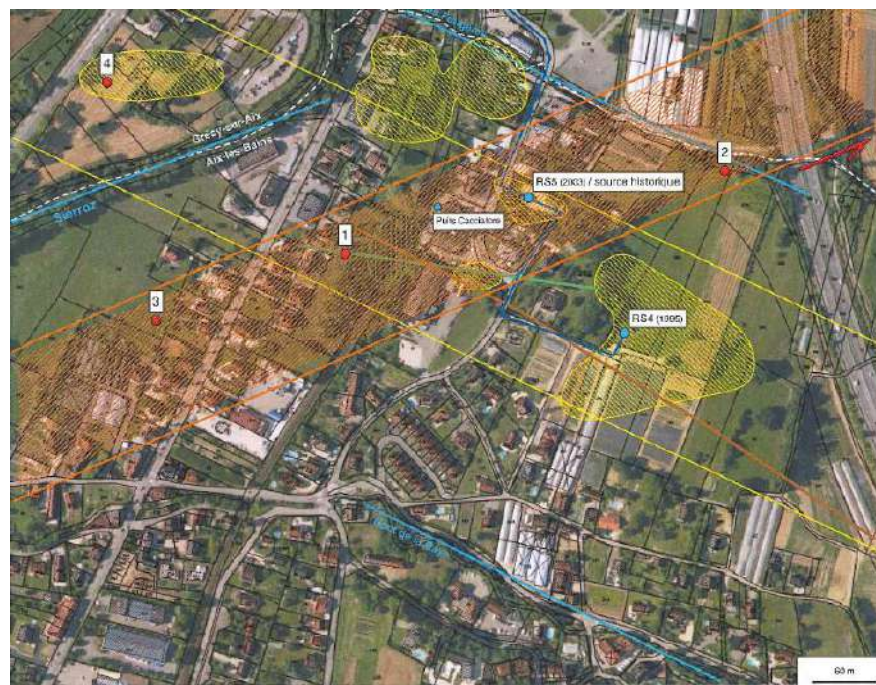 4
Grésy-sur-Aix
Aix-les-Bains
Sierroz
2
RS5 (2003) / source historique
Puits Cacciatore
1
3
RS4 (1995)
60 m